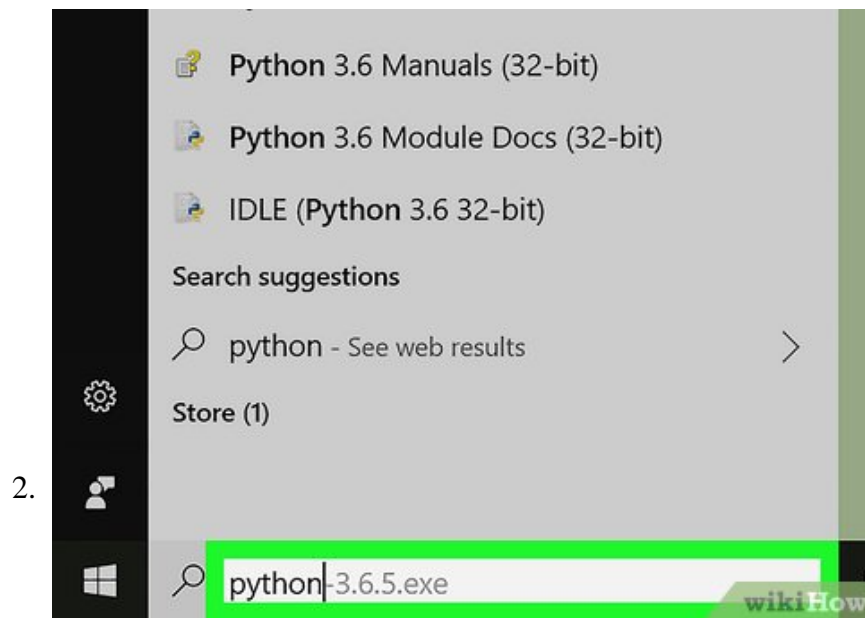 Python 3.6 Manuals (32-bit)
Python 3.6 Module Docs (32-bit)
IDLE (Python 3.6 32-bit)
Search suggestions
python - See web results
Store (1)
2.
python-3.6.5.exe
wikiHow